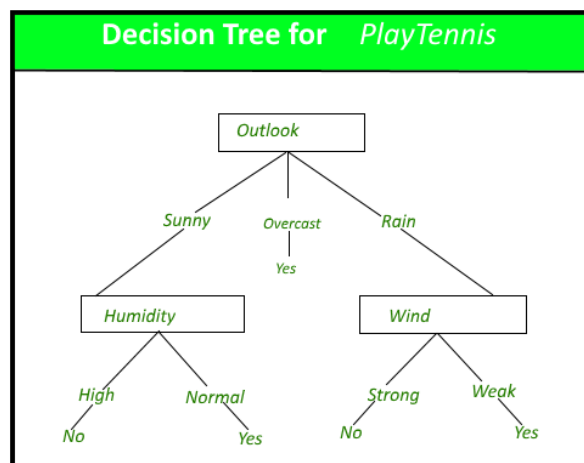 Decision Tree for PlayTennis
Outlook
Sunny Overcast Rain
Yes
Humidity Wind
High Normal Strong Weak
No Yes No Yes